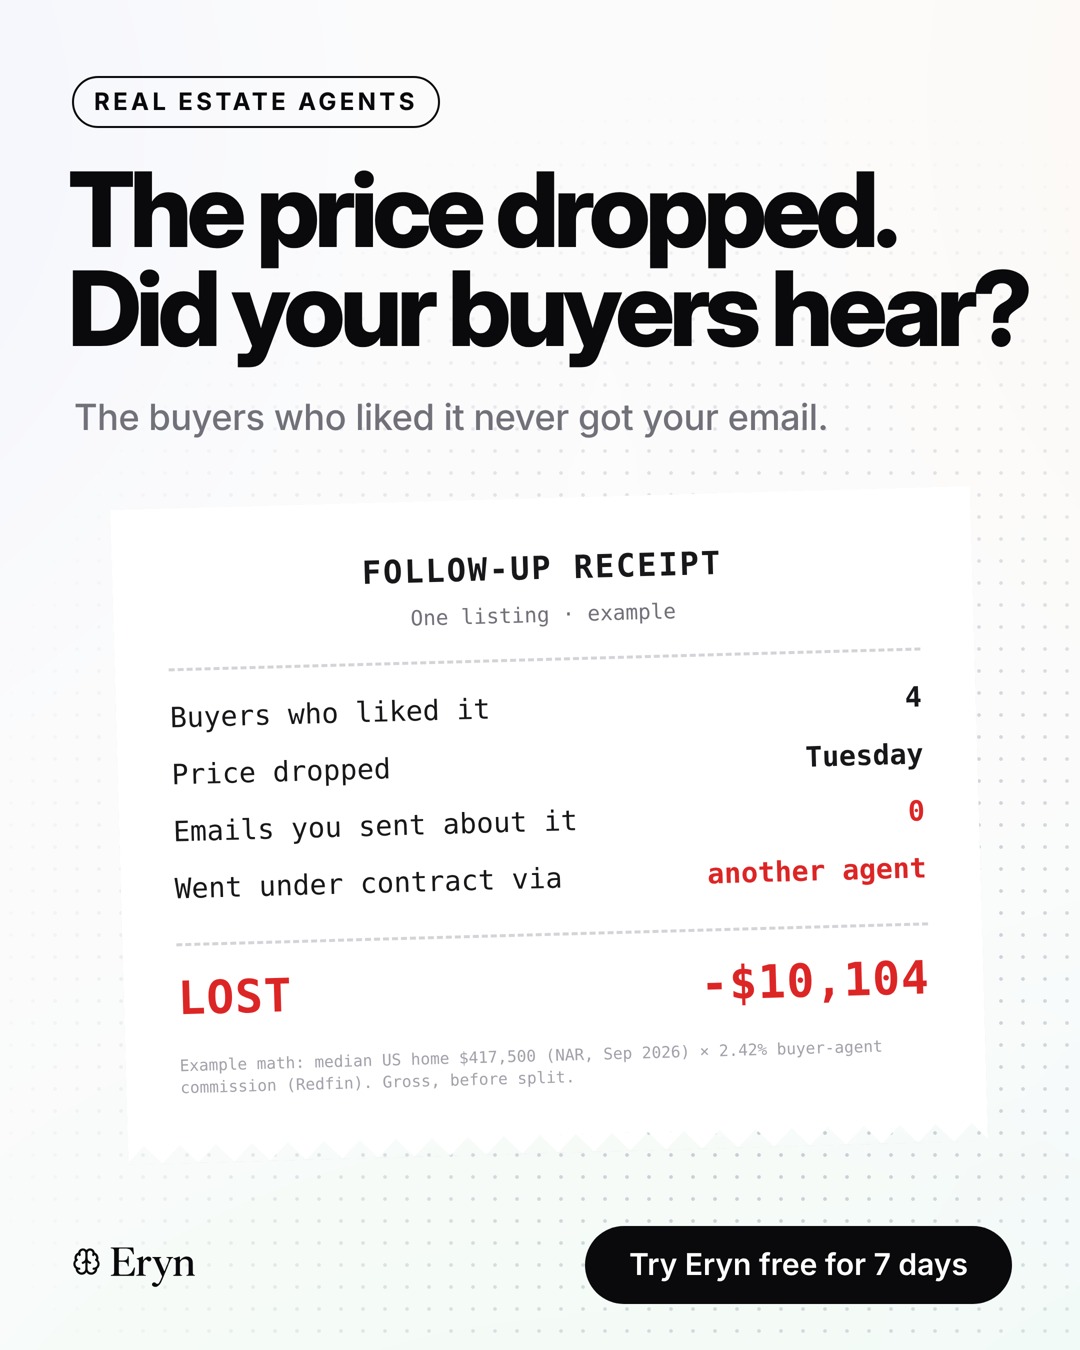 REAL ESTATE AGENTS
The price dropped.
Did your buyers hear?
The buyers who liked it never got your email.
FOLLOW-UP RECEIPT
One listing · example
Buyers who liked it 4
Price dropped Tuesday
Emails you sent about it 0
Went under contract via another agent
LOST -$10,104
Example math: median US home $417,500 (NAR, Sep 2026) × 2.42% buyer-agent
commission (Redfin). Gross, before split.
Eryn
Try Eryn free for 7 days